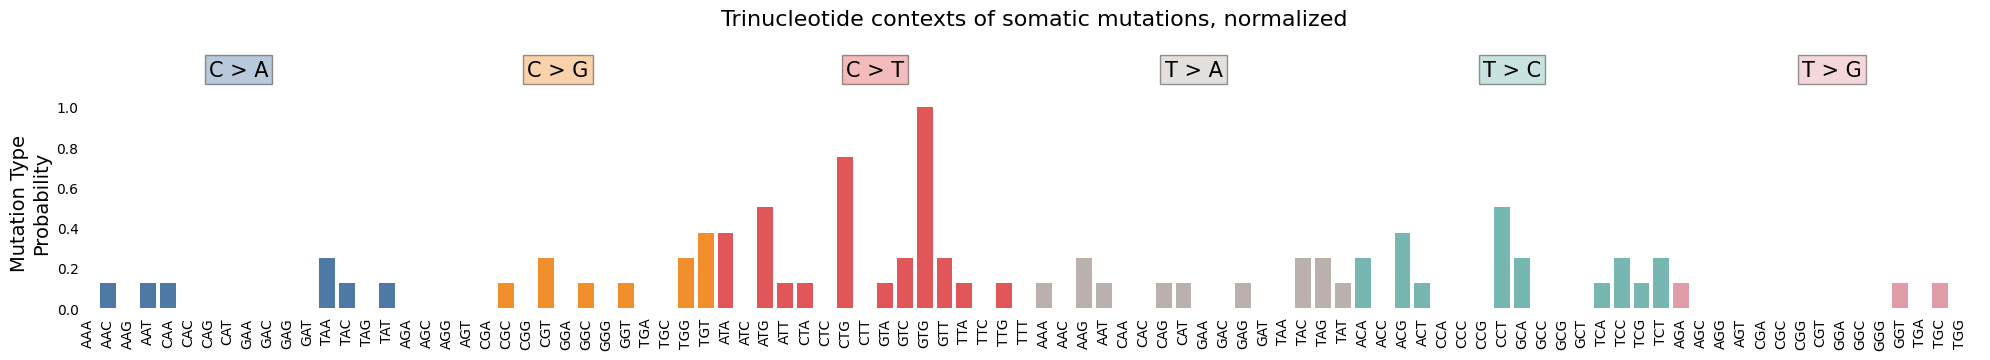 Trinucleotide contexts of somatic mutations, normalized
C > A
C > G
C > T
T > A
T > C
T > G
Mutation Type
Probability
1.0
0.8
0.6
0.4
0.2
0.0
AAA
AAC
AAG
AAT
CAA
CAC
CAG
CAT
GAA
GAC
GAG
GAT
TAA
TAC
TAG
TAT
AGA
AGC
AGG
AGT
CGA
CGC
CGG
CGT
GGA
GGC
GGG
GGT
TGA
TGC
TGG
TGT
ATA
ATC
ATG
ATT
CTA
CTC
CTG
CTT
GTA
GTC
GTG
GTT
TTA
TTC
TTG
TTT
AAA
AAC
AAG
AAT
CAA
CAC
CAG
CAT
GAA
GAC
GAG
GAT
TAA
TAC
TAG
TAT
ACA
ACC
ACG
ACT
CCA
CCC
CCG
CCT
GCA
GCC
GCG
GCT
TCA
TCC
TCG
TCT
AGA
AGC
AGG
AGT
CGA
CGC
CGG
CGT
GGA
GGC
GGG
GGT
TGA
TGC
TGG